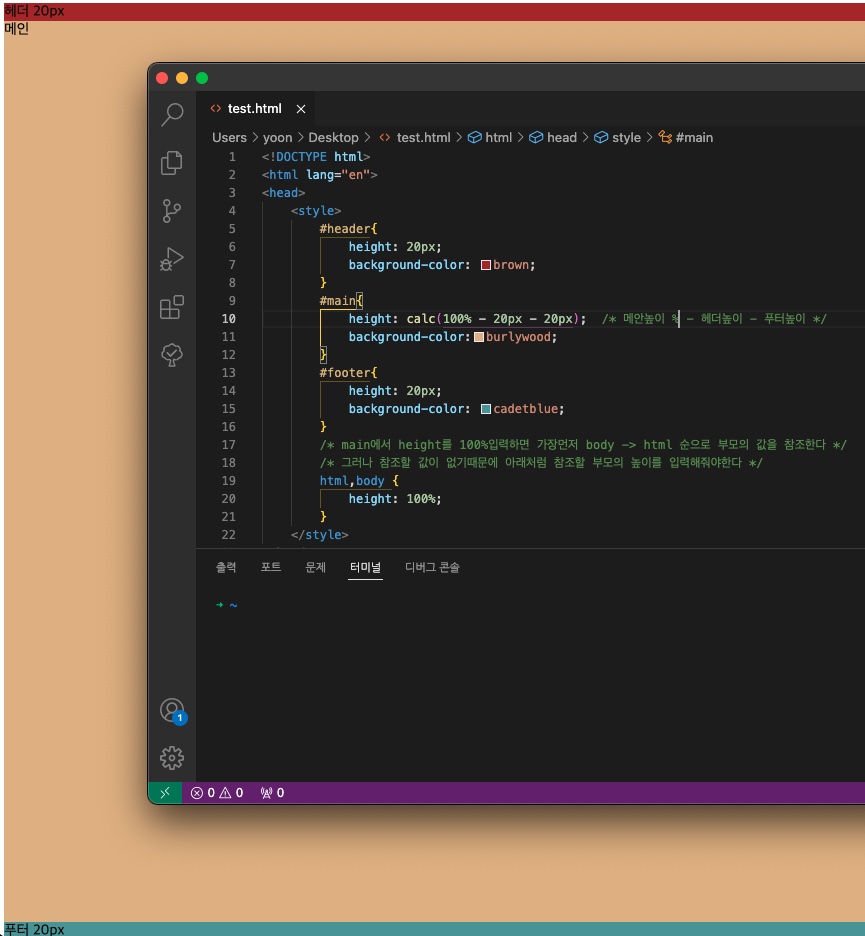 헤더 20px
메인
test.html
Users > yoon > Desktop > test.html > html > head > style > #main
1 <!DOCTYPE html>
2 <html lang="en">
3 <head>
4 <style>
5 #header{
6 height: 20px;
7 background-color: brown;
8 }
9 #main{
10 height: calc(100% - 20px - 20px); /* 메안높이 % - 헤더높이 - 푸터높이 */
11 background-color: burlywood;
12 }
13 #footer{
14 height: 20px;
15 background-color: cadetblue;
16 }
17 /* main에서 height를 100%입력하면 가장먼저 body -> html 순으로 부모의 값을 참조한다 */
18 /* 그러나 참조할 값이 없기때문에 아래처럼 참조할 부모의 높이를 입력해줘야한다 */
19 html,body {
20 height: 100%;
21 }
22 </style>
출력 포트 문제 터미널 디버그 콘솔
➜ ~
1
0 0 0
푸터 20px